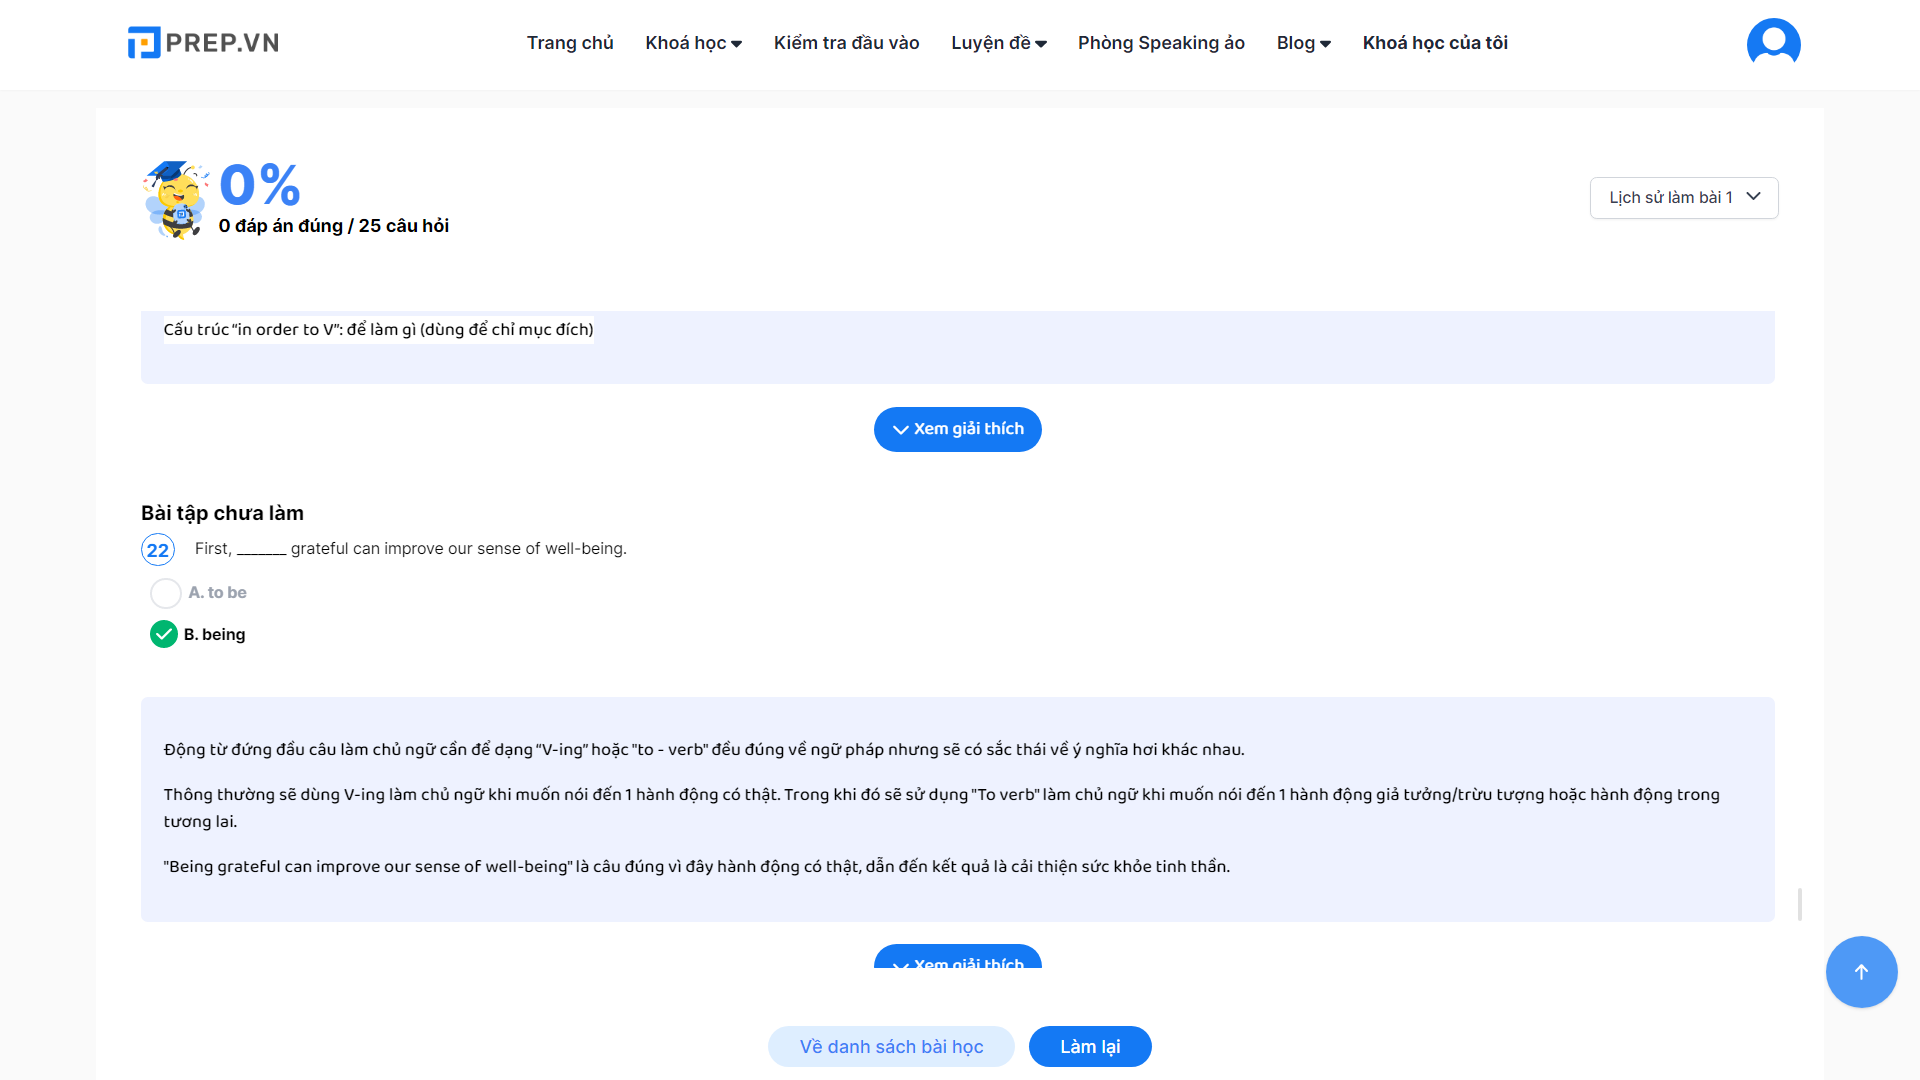 PREP.VN
Trang chủ
Khoá học
Kiểm tra đầu vào
Luyện đề
Phòng Speaking ảo
Blog
Khoá học của tôi
0%
0 đáp án đúng / 25 câu hỏi
Lịch sử làm bài 1
Cấu trúc “in order to V”: để làm gì (dùng để chỉ mục đích)
Xem giải thích
Bài tập chưa làm
22 First, _______ grateful can improve our sense of well-being.
A. to be
B. being
Động từ đứng đầu câu làm chủ ngữ cần để dạng “V-ing” hoặc "to - verb" đều đúng về ngữ pháp nhưng sẽ có sắc thái về ý nghĩa hơi khác nhau.
Thông thường sẽ dùng V-ing làm chủ ngữ khi muốn nói đến 1 hành động có thật. Trong khi đó sẽ sử dụng "To verb" làm chủ ngữ khi muốn nói đến 1 hành động giả tưởng/trừu tượng hoặc hành động trong
tương lai.
"Being grateful can improve our sense of well-being" là câu đúng vì đây hành động có thật, dẫn đến kết quả là cải thiện sức khỏe tinh thần.
Xem giải thích
Về danh sách bài học
Làm lại